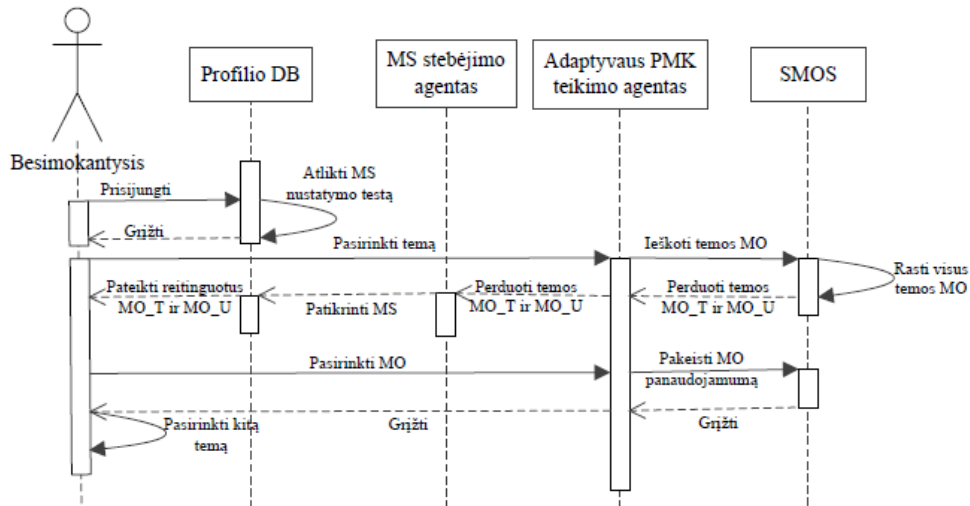 Profilio DB
MS stebėjimo
agentas
Adaptyvaus PMK
teikimo agentas
SMOS
Besimokantysis
Prisijungti
Atlikti MS
nustatymo testą
Grįžti
Pasirinkti temą
Ieškoti temos MO
Rasti visus
temos MO
Pateikti reitinguotus
MO_T ir MO_U
Patikrinti MS
Perduoti temos
MO_T ir MO_U
Perduoti temos
MO_T ir MO_U
Pasirinkti MO
Pakeisti MO
panaudojamumą
Pasirinkti kitą
temą
Grįžti
Grįžti